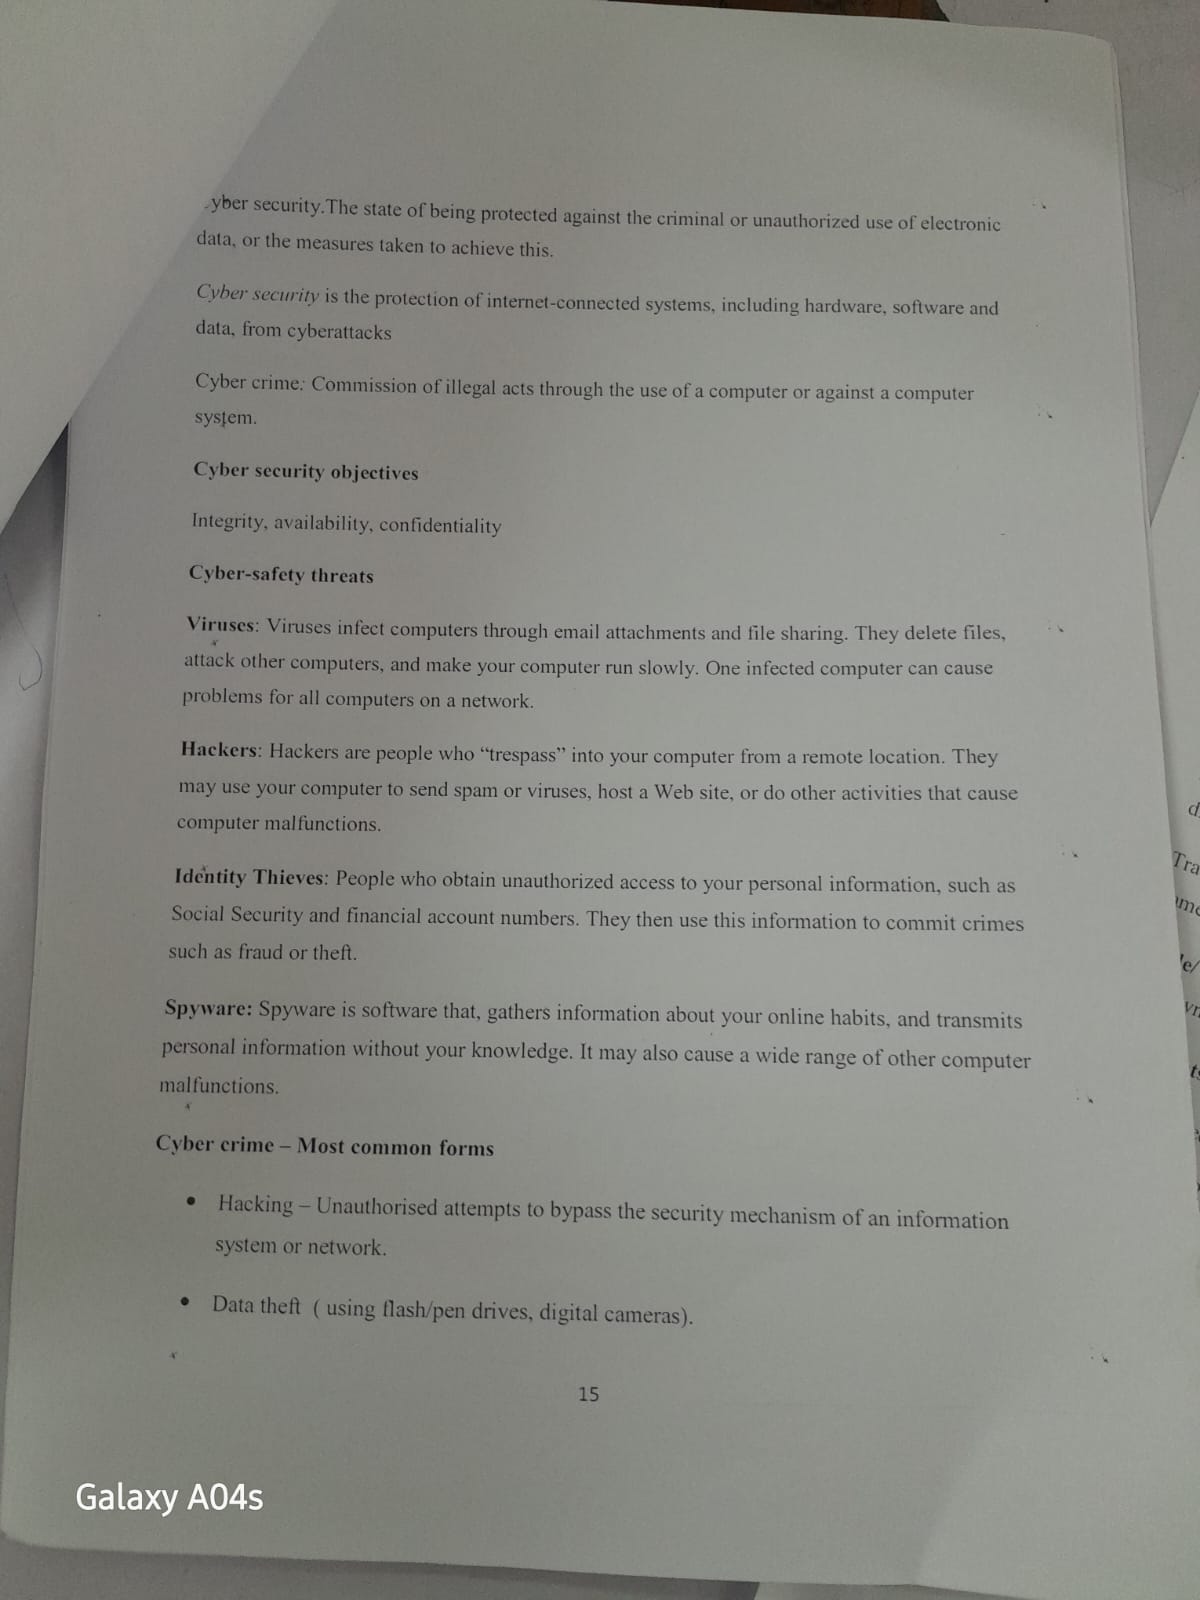 yber security.The state of being protected against the criminal or unauthorized use of electronic
data, or the measures taken to achieve this.
Cyber security is the protection of internet-connected systems, including hardware, software and
data, from cyberattacks
Cyber crime: Commission of illegal acts through the use of a computer or against a computer
system.
Cyber security objectives
Integrity, availability, confidentiality
Cyber-safety threats
Viruses: Viruses infect computers through email attachments and file sharing. They delete files,
attack other computers, and make your computer run slowly. One infected computer can cause
problems for all computers on a network.
Hackers: Hackers are people who “trespass” into your computer from a remote location. They
may use your computer to send spam or viruses, host a Web site, or do other activities that cause
computer malfunctions.
Identity Thieves: People who obtain unauthorized access to your personal information, such as
Social Security and financial account numbers. They then use this information to commit crimes
such as fraud or theft.
Spyware: Spyware is software that, gathers information about your online habits, and transmits
personal information without your knowledge. It may also cause a wide range of other computer
malfunctions.
Cyber crime – Most common forms
• Hacking – Unauthorised attempts to bypass the security mechanism of an information
system or network.
• Data theft ( using flash/pen drives, digital cameras).
15
Galaxy A04s